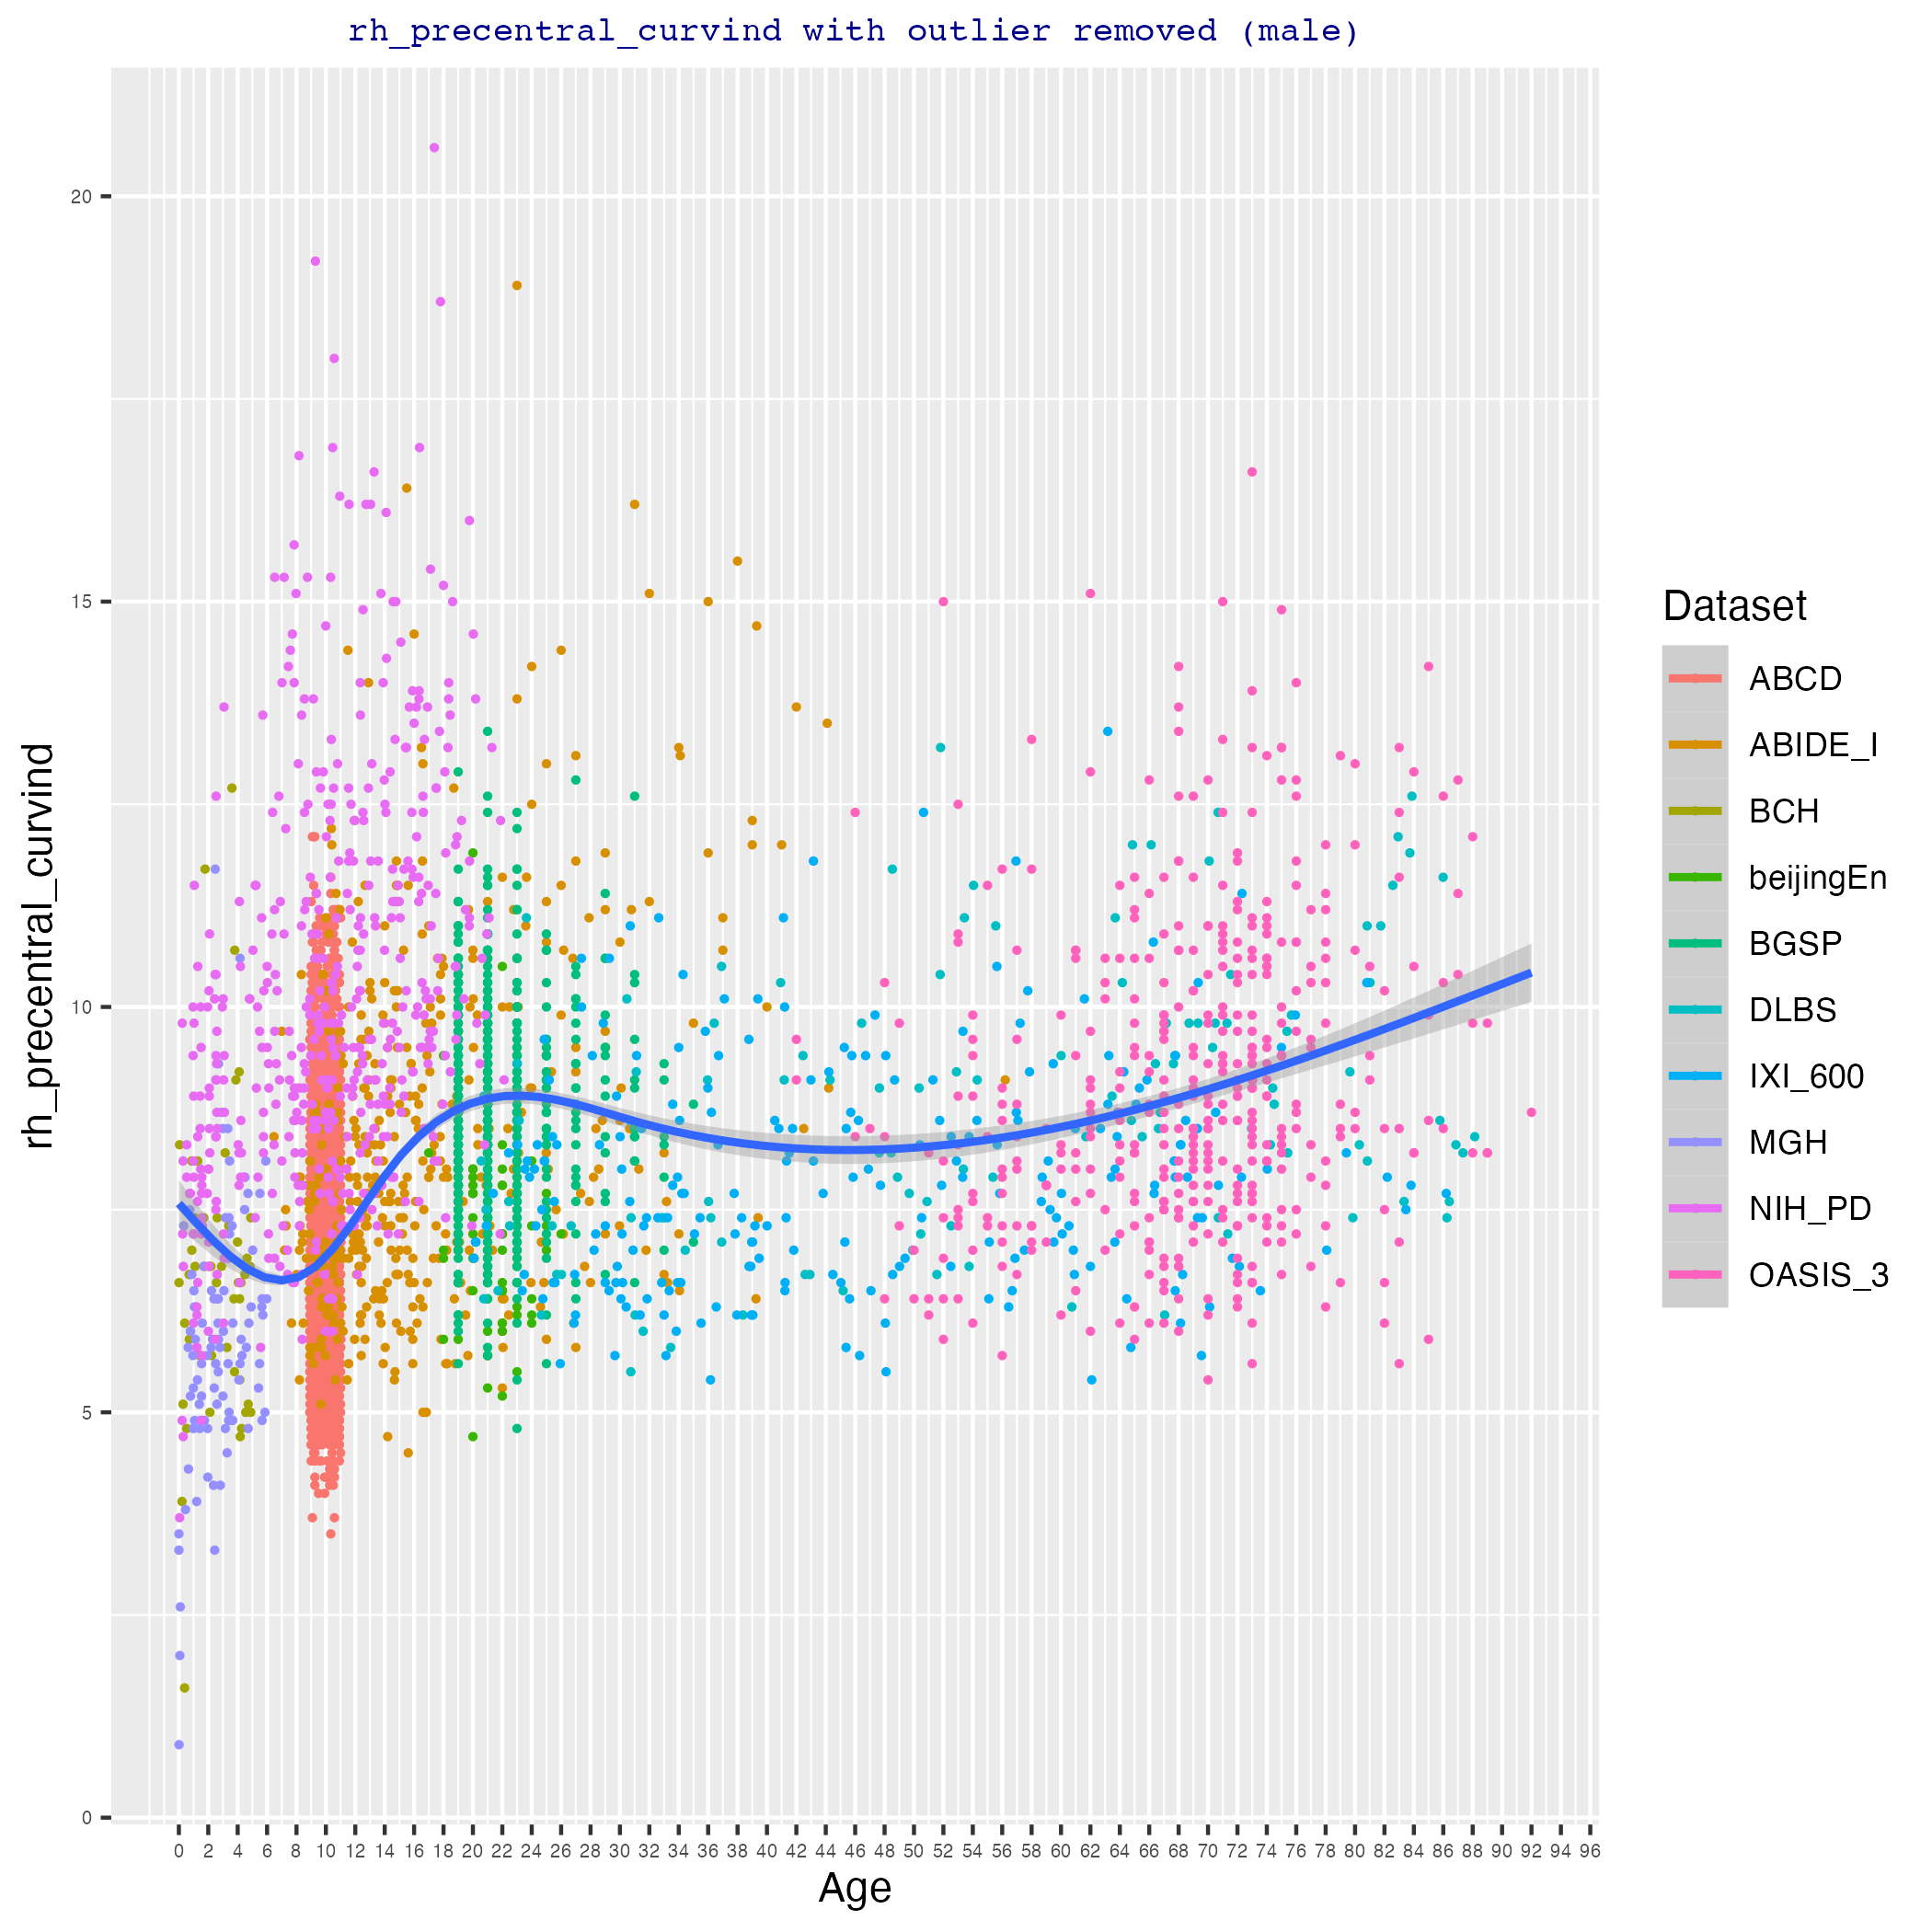 rh_precentral_curvind with outlier removed (male)
rh_precentral_curvind
20
15
10
5
0
0 2 4 6 8 10 12 14 16 18 20 22 24 26 28 30 32 34 36 38 40 42 44 46 48 50 52 54 56 58 60 62 64 66 68 70 72 74 76 78 80 82 84 86 88 90 92 94 96
Age
Dataset
ABCD
ABIDE_I
BCH
beijingEn
BGSP
DLBS
IXI_600
MGH
NIH_PD
OASIS_3